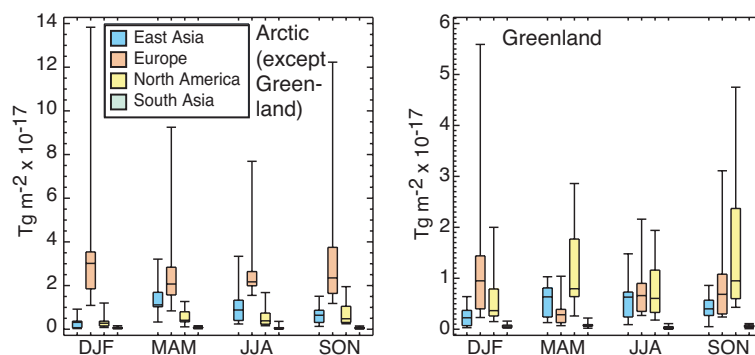 14
12
10
8
6
4
2
0
Tg m-2 x 10-17
East Asia
Europe
North America
South Asia
Arctic
(except
Green-
land)
DJF MAM JJA SON
6
5
4
3
2
1
0
Tg m-2 x 10-17
Greenland
DJF MAM JJA SON